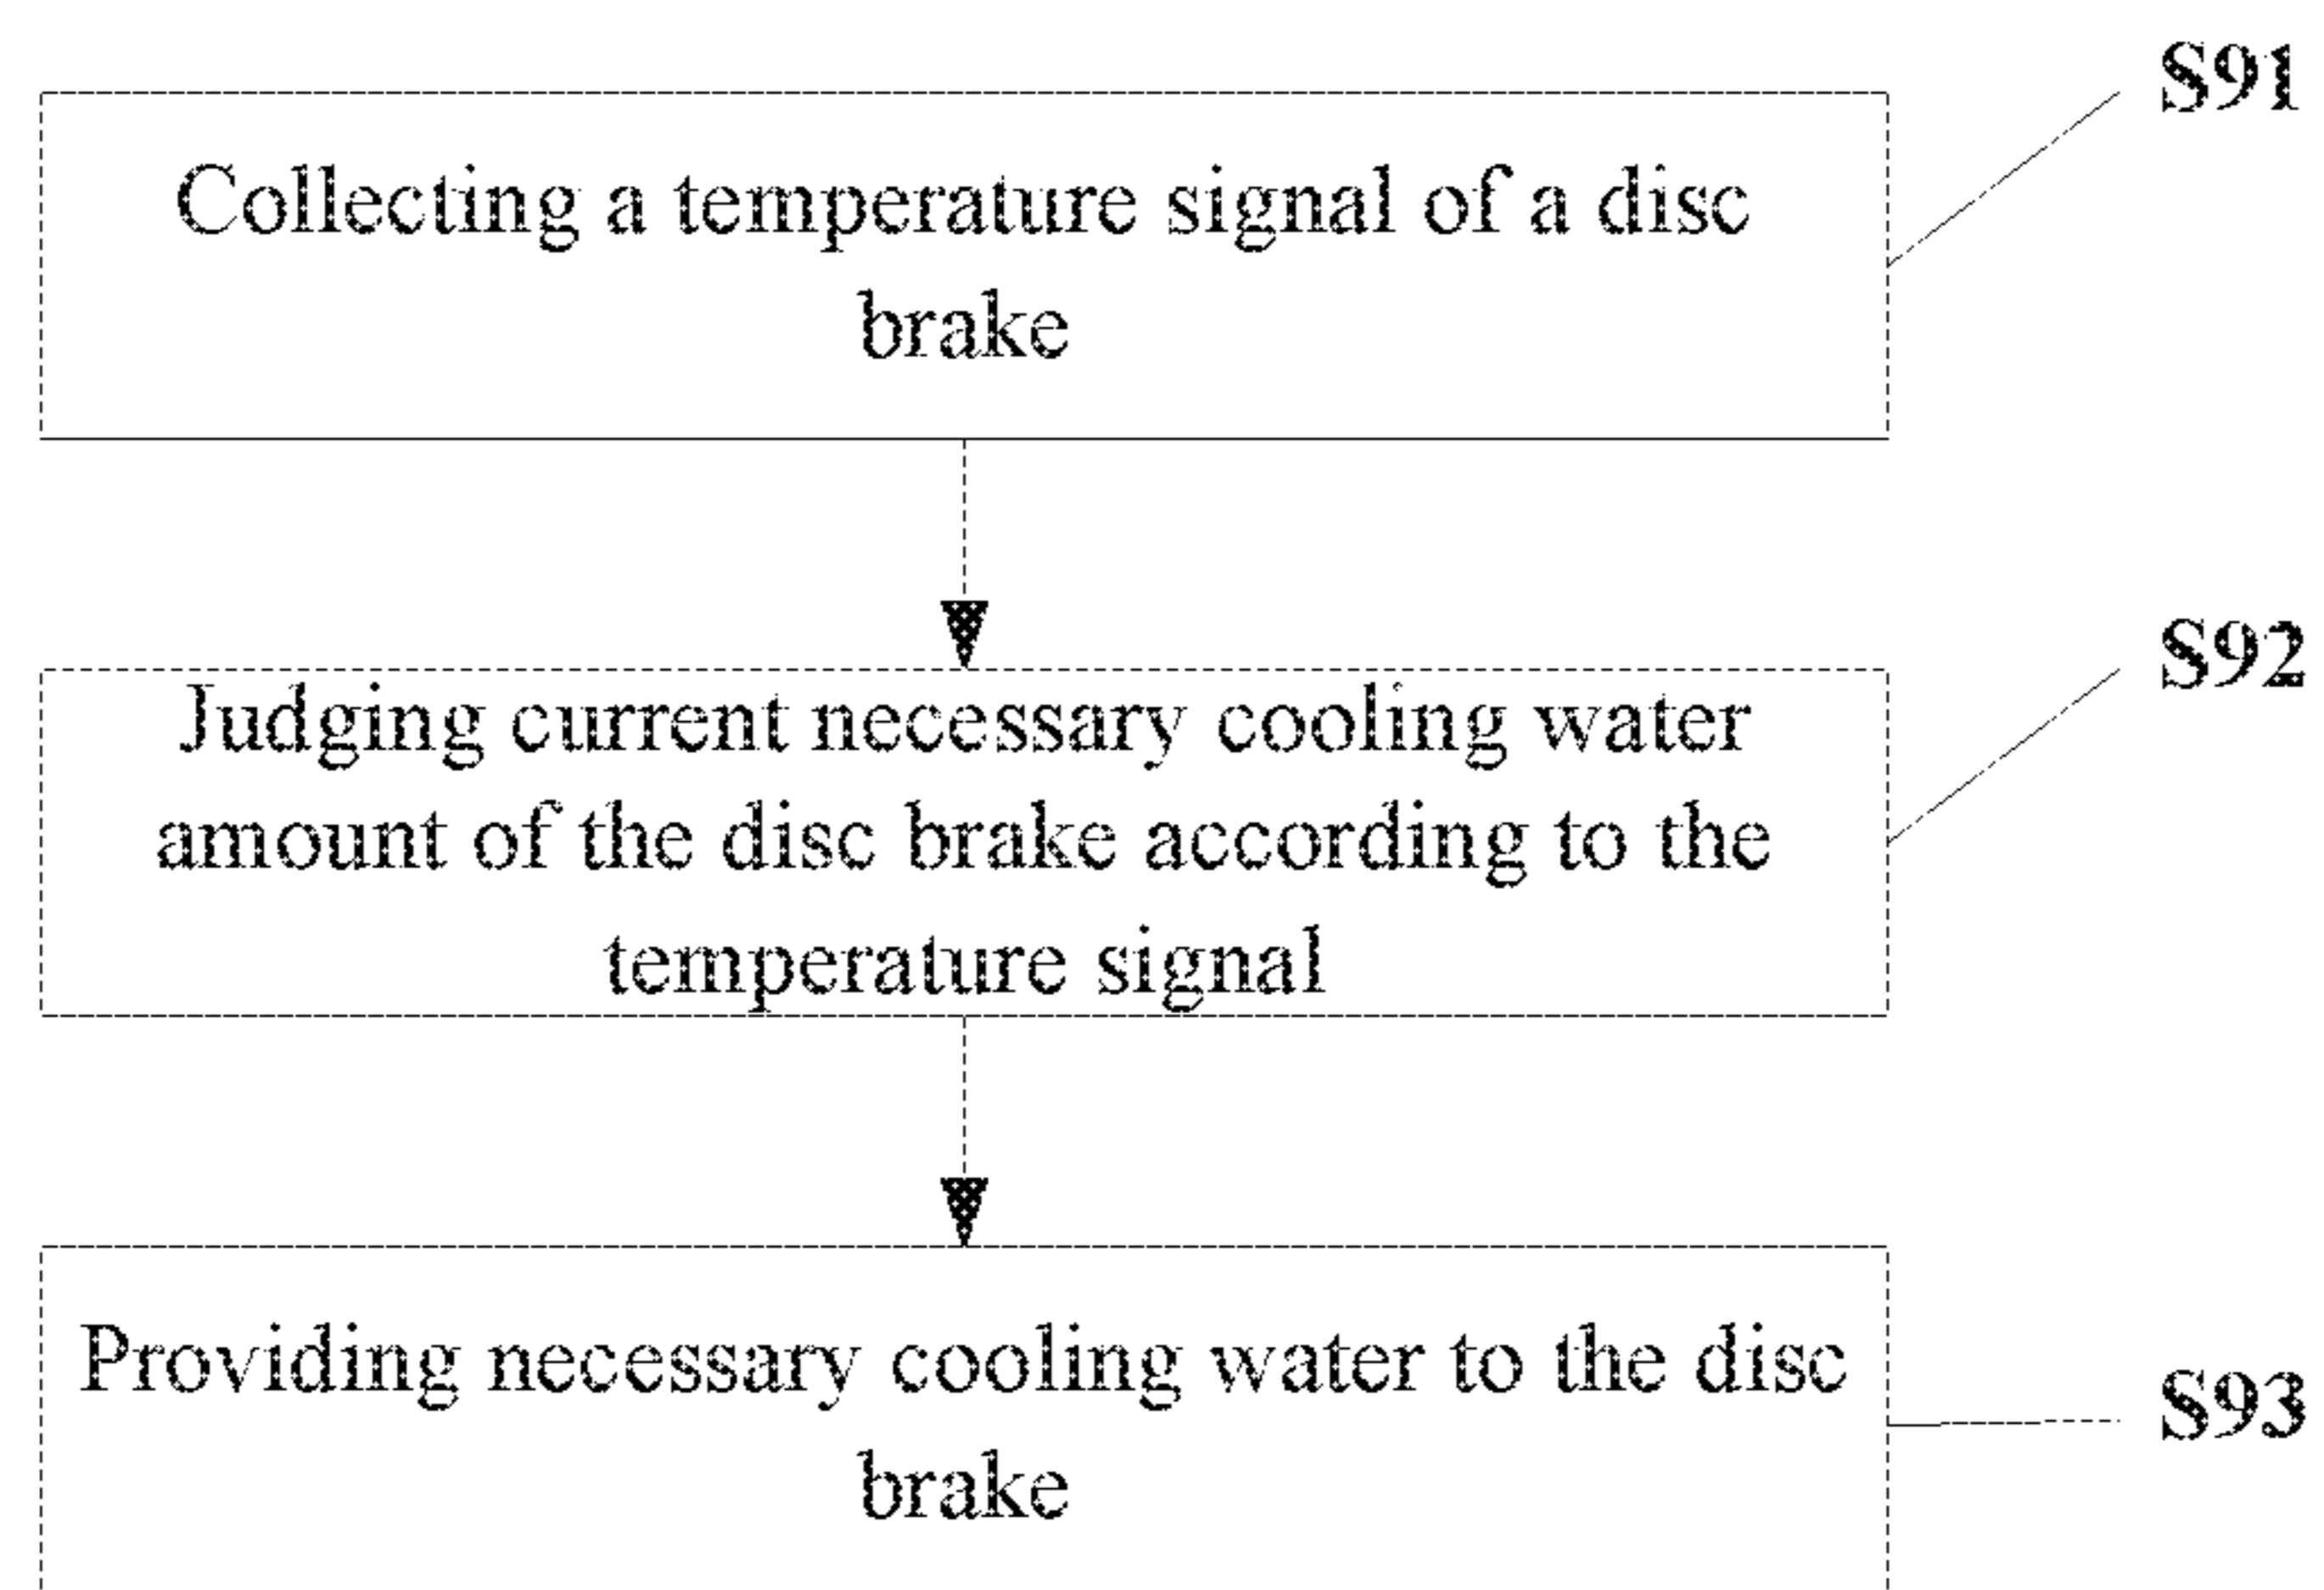 S91
Collecting a temperature signal of a disc
brake
S92
Judging current necessary cooling water
amount of the disc brake according to the
temperature signal
Providing necessary cooling water to the disc
brake
S93